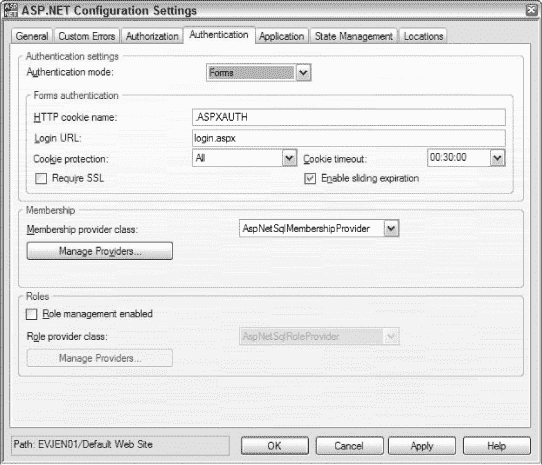 ASP.NET Configuration Settings
General Custom Errors Authorization Authentication Application State Management Locations
Authentication settings
Authentication mode: Forms
Forms authentication
HTTP cookie name: .ASPXAUTH
Login URL: login.aspx
Cookie protection: All Cookie timeout: 00:30:00
Require SSL Enable sliding expiration
Membership
Membership provider class: AspNetSqlMembershipProvider
Manage Providers...
Roles
Role management enabled
Role provider class: AspNetSqlRoleProvider
Manage Providers...
Path: EVJEN01/Default Web Site OK Cancel Apply Help